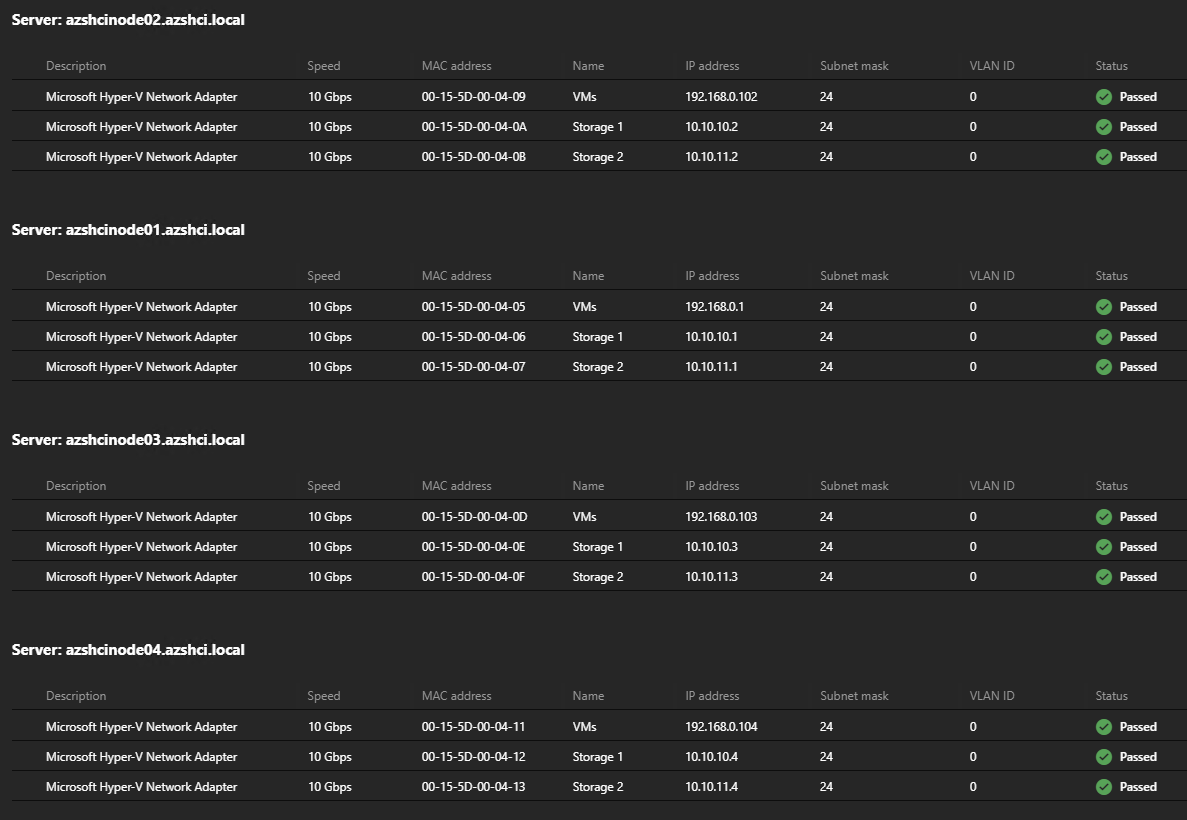 Server: azshcinode02.azshci.local
Description Speed MAC address Name IP address Subnet mask VLAN ID Status
Microsoft Hyper-V Network Adapter 10 Gbps 00-15-5D-00-04-09 VMs 192.168.0.102 24 0 Passed
Microsoft Hyper-V Network Adapter 10 Gbps 00-15-5D-00-04-0A Storage 1 10.10.10.2 24 0 Passed
Microsoft Hyper-V Network Adapter 10 Gbps 00-15-5D-00-04-0B Storage 2 10.10.11.2 24 0 Passed
Server: azshcinode01.azshci.local
Description Speed MAC address Name IP address Subnet mask VLAN ID Status
Microsoft Hyper-V Network Adapter 10 Gbps 00-15-5D-00-04-05 VMs 192.168.0.1 24 0 Passed
Microsoft Hyper-V Network Adapter 10 Gbps 00-15-5D-00-04-06 Storage 1 10.10.10.1 24 0 Passed
Microsoft Hyper-V Network Adapter 10 Gbps 00-15-5D-00-04-07 Storage 2 10.10.11.1 24 0 Passed
Server: azshcinode03.azshci.local
Description Speed MAC address Name IP address Subnet mask VLAN ID Status
Microsoft Hyper-V Network Adapter 10 Gbps 00-15-5D-00-04-0D VMs 192.168.0.103 24 0 Passed
Microsoft Hyper-V Network Adapter 10 Gbps 00-15-5D-00-04-0E Storage 1 10.10.10.3 24 0 Passed
Microsoft Hyper-V Network Adapter 10 Gbps 00-15-5D-00-04-0F Storage 2 10.10.11.3 24 0 Passed
Server: azshcinode04.azshci.local
Description Speed MAC address Name IP address Subnet mask VLAN ID Status
Microsoft Hyper-V Network Adapter 10 Gbps 00-15-5D-00-04-11 VMs 192.168.0.104 24 0 Passed
Microsoft Hyper-V Network Adapter 10 Gbps 00-15-5D-00-04-12 Storage 1 10.10.10.4 24 0 Passed
Microsoft Hyper-V Network Adapter 10 Gbps 00-15-5D-00-04-13 Storage 2 10.10.11.4 24 0 Passed